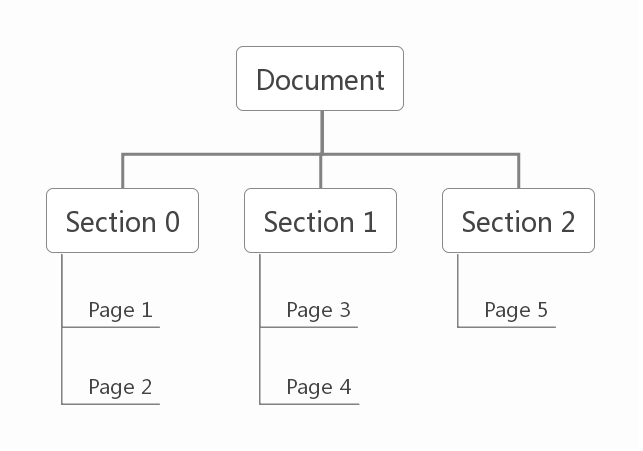 Document
Section 0
Section 1
Section 2
Page 1
Page 3
Page 5
Page 2
Page 4